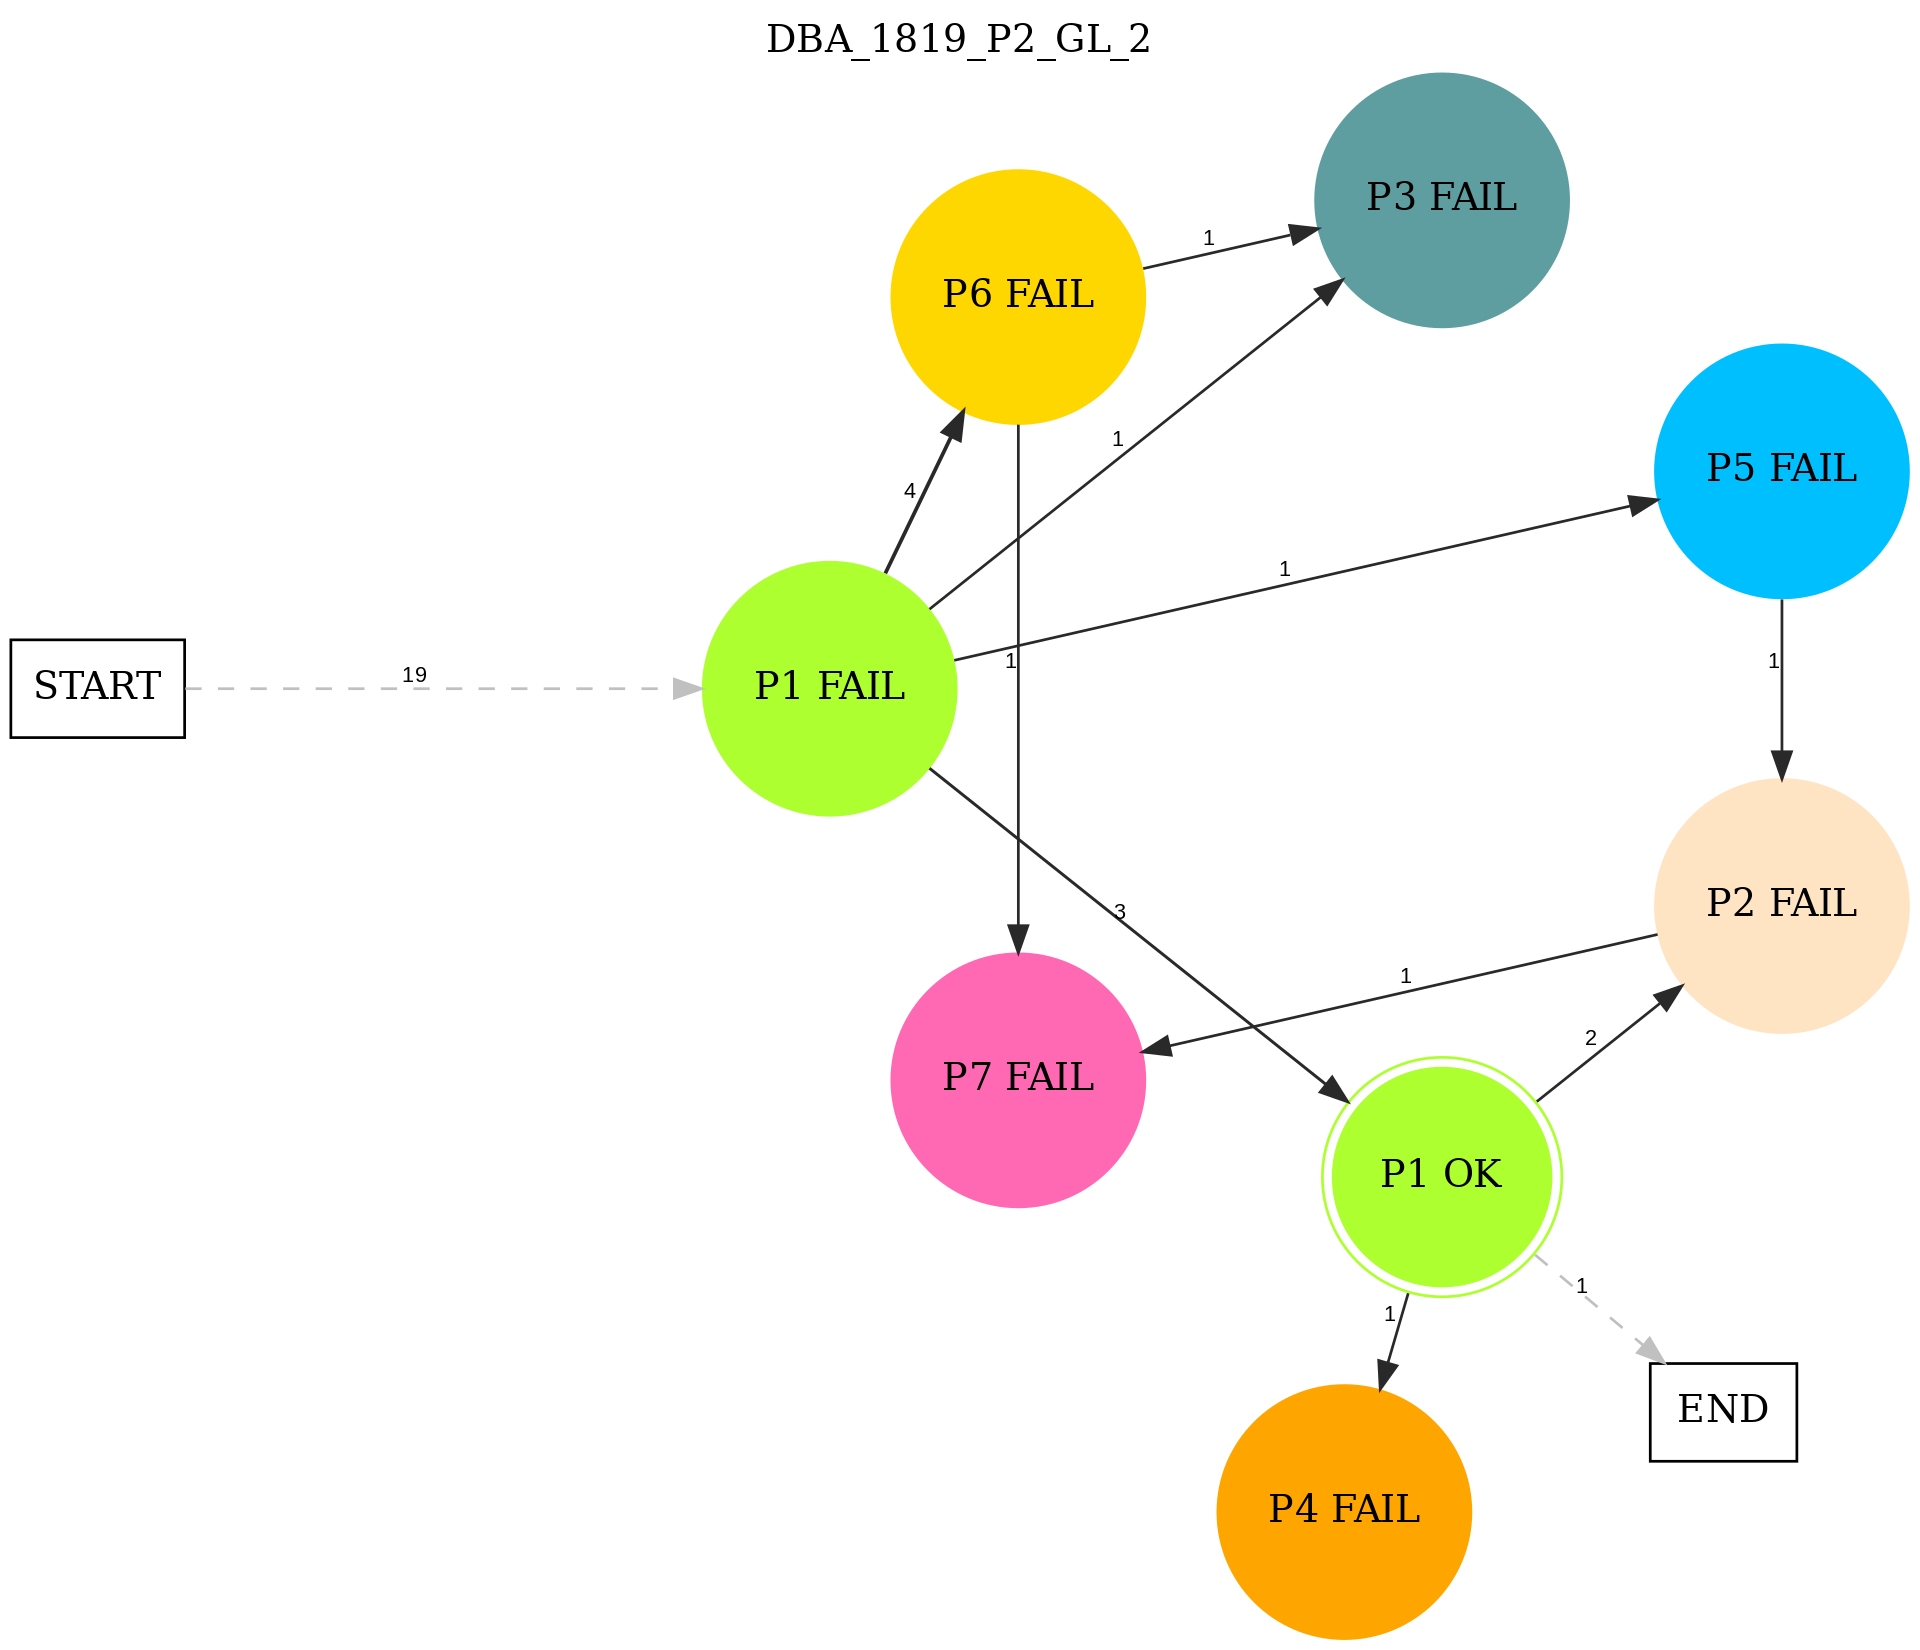 DBA_1819_P2_GL_2
P3 FAIL
1
P6 FAIL
1
P5 FAIL
4
1
START
19
P1 FAIL
1
1
3
P2 FAIL
1
P7 FAIL
2
P1 OK
1
1
END
P4 FAIL